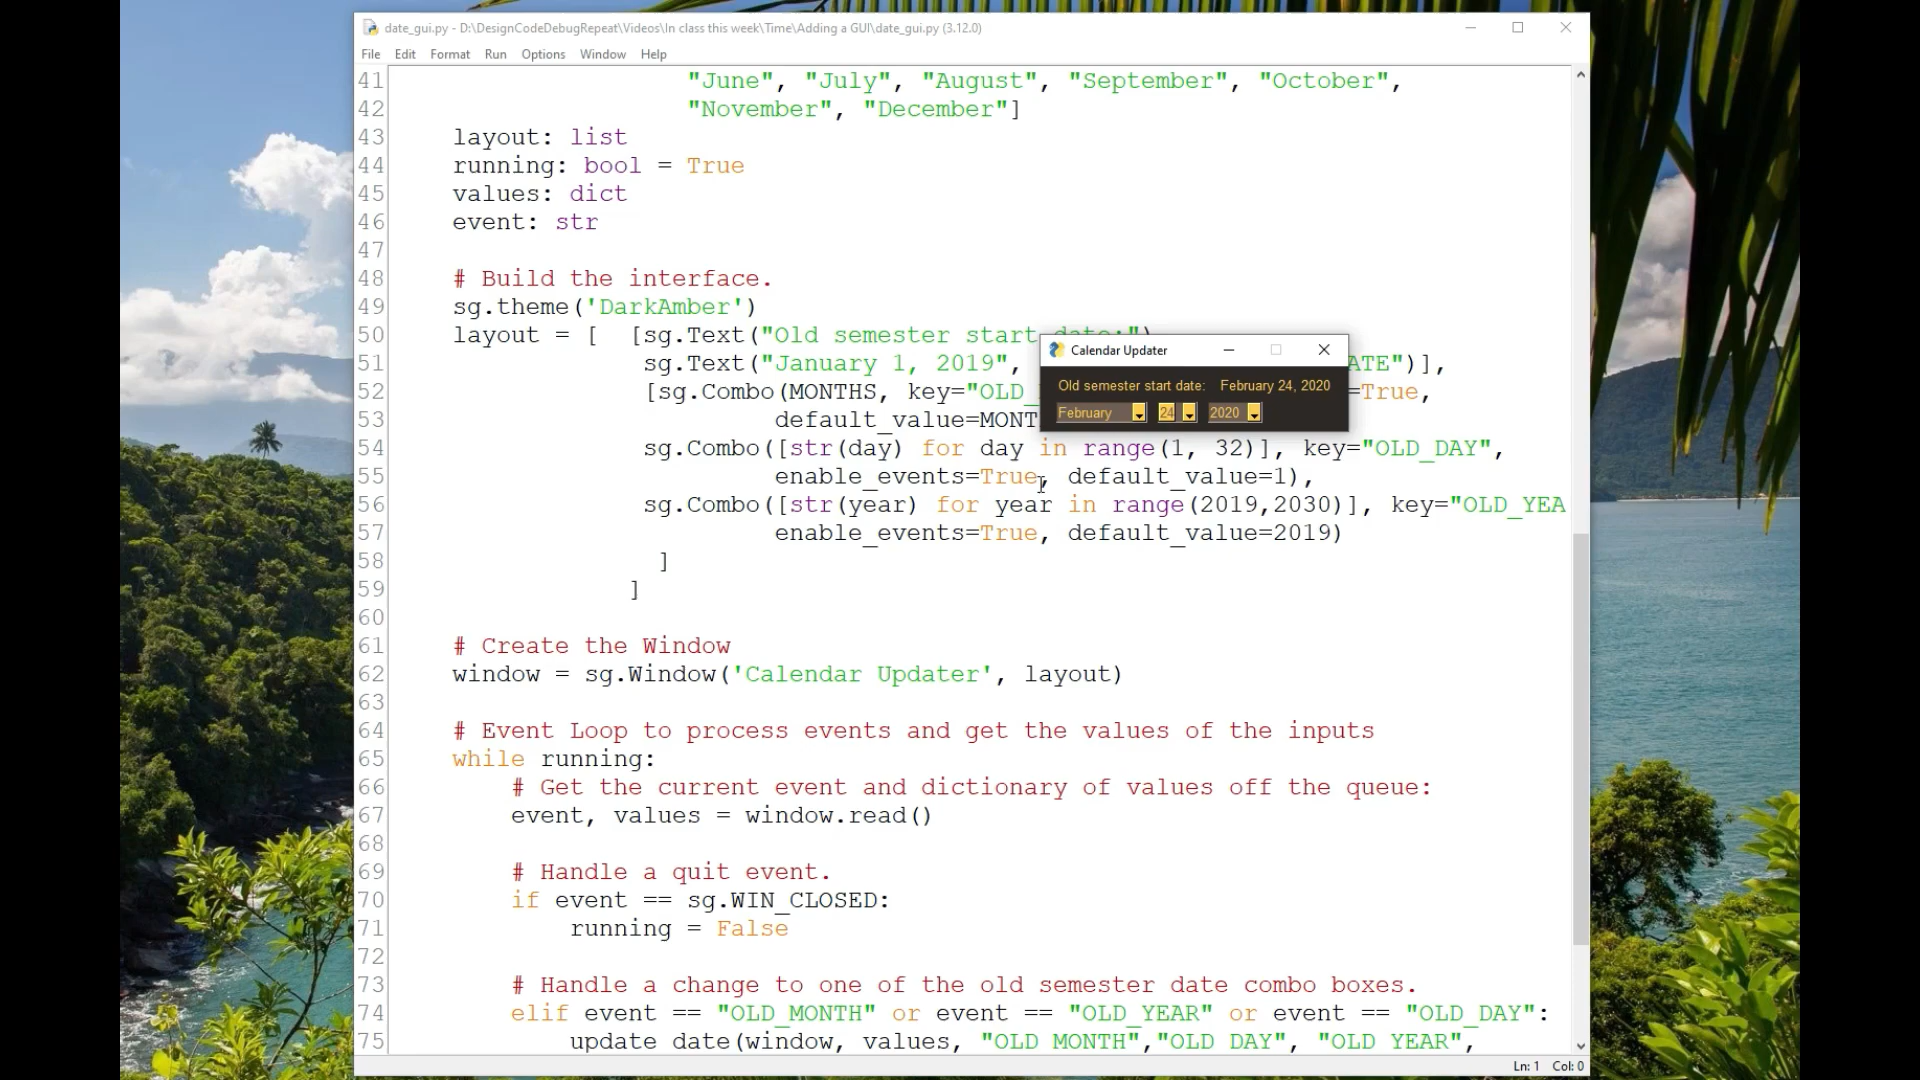 date_gui.py - D:\DesignCodeDebugRepeat\Videos\In class this week\Time\Adding a GUI\date_gui.py (3.12.0)
File Edit Format Run Options Window Help
41 "June", "July", "August", "September", "October",
42 "November", "December"]
43 layout: list
44 running: bool = True
45 values: dict
46 event: str
47
48 # Build the interface.
49 sg.theme('DarkAmber')
50 layout = [ [sg.Text("Old semester start date:")
51 sg.Text("January 1, 2019", ATE")],
52 [sg.Combo(MONTHS, key="OLD_ =True,
53 default_value=MONT
Calendar Updater
Old semester start date: February 24, 2020
February 24 2020
54 sg.Combo([str(day) for day in range(1, 32)], key="OLD_DAY",
55 enable_events=True, default_value=1),
56 sg.Combo([str(year) for year in range(2019,2030)], key="OLD_YEA
57 enable_events=True, default_value=2019)
58 ]
59 ]
60
61 # Create the Window
62 window = sg.Window('Calendar Updater', layout)
63
64 # Event Loop to process events and get the values of the inputs
65 while running:
66 # Get the current event and dictionary of values off the queue:
67 event, values = window.read()
68
69 # Handle a quit event.
70 if event == sg.WIN_CLOSED:
71 running = False
72
73 # Handle a change to one of the old semester date combo boxes.
74 elif event == "OLD_MONTH" or event == "OLD_YEAR" or event == "OLD_DAY":
75 update_date(window, values, "OLD_MONTH","OLD_DAY", "OLD_YEAR",
Ln: 1 Col: 0